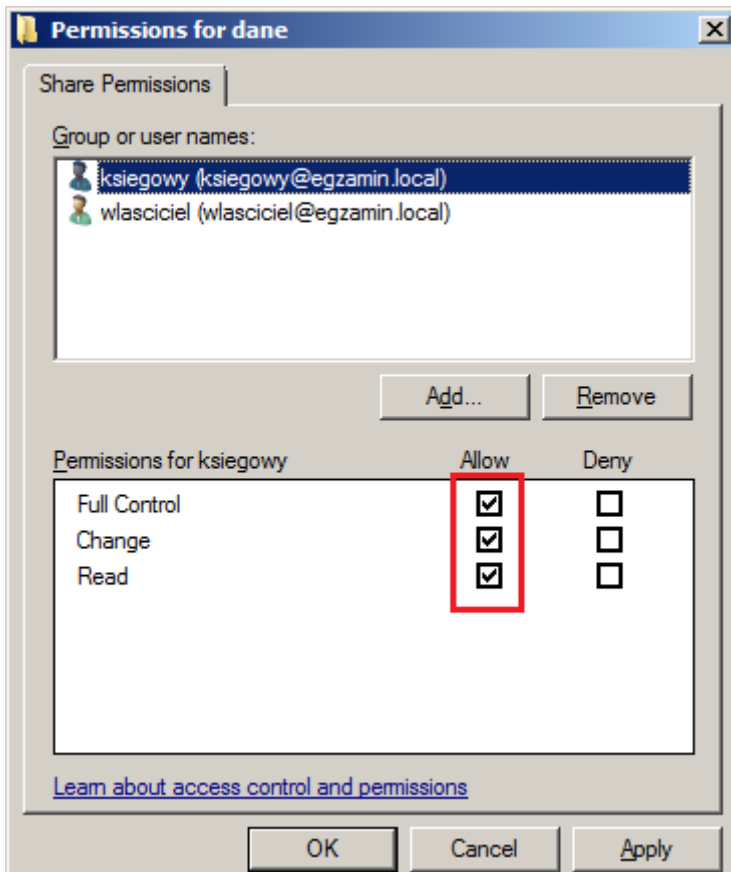 Permissions for dane
Share Permissions
Group or user names:
ksiegowy (ksiegowy@egzamin.local)
wlasciciel (wlasciciel@egzamin.local)
Add... Remove
Permissions for ksiegowy Allow Deny
Full Control
Change
Read
Learn about access control and permissions
OK Cancel Apply